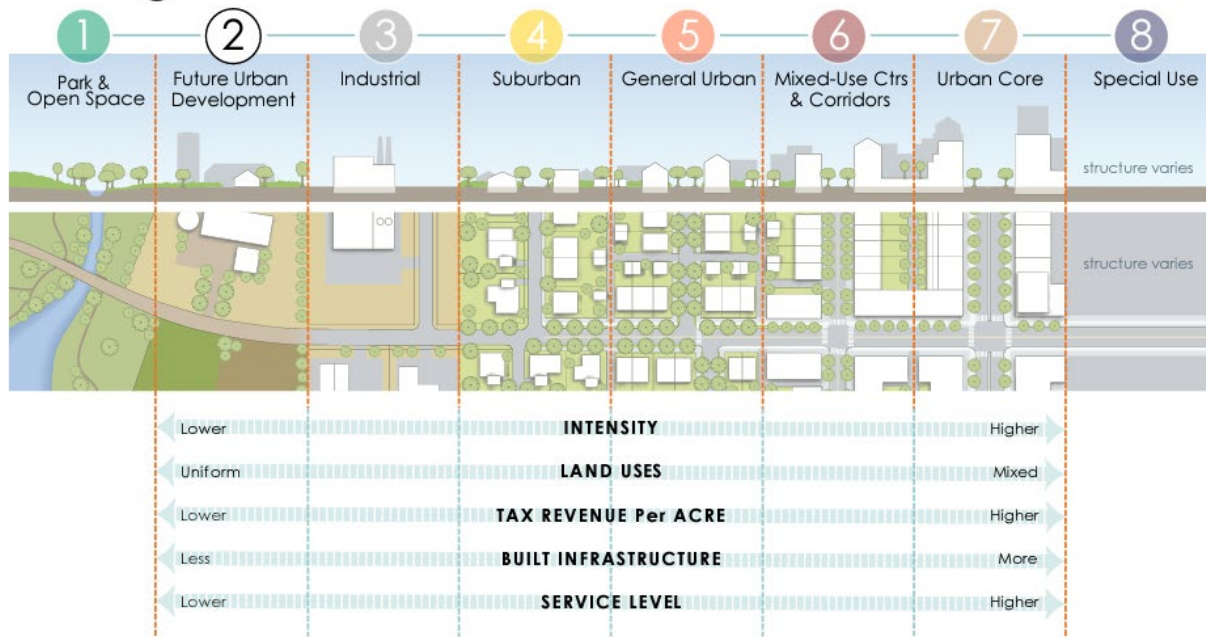 1
2
3
4
5
6
7
8
Park &
Open Space
Future Urban
Development
Industrial
Suburban
General Urban
Mixed-Use Ctrs
& Corridors
Urban Core
Special Use
structure varies
structure varies
Lower INTENSITY Higher
Uniform LAND USES Mixed
Lower TAX REVENUE Per ACRE Higher
Less BUILT INFRASTRUCTURE More
Lower SERVICE LEVEL Higher